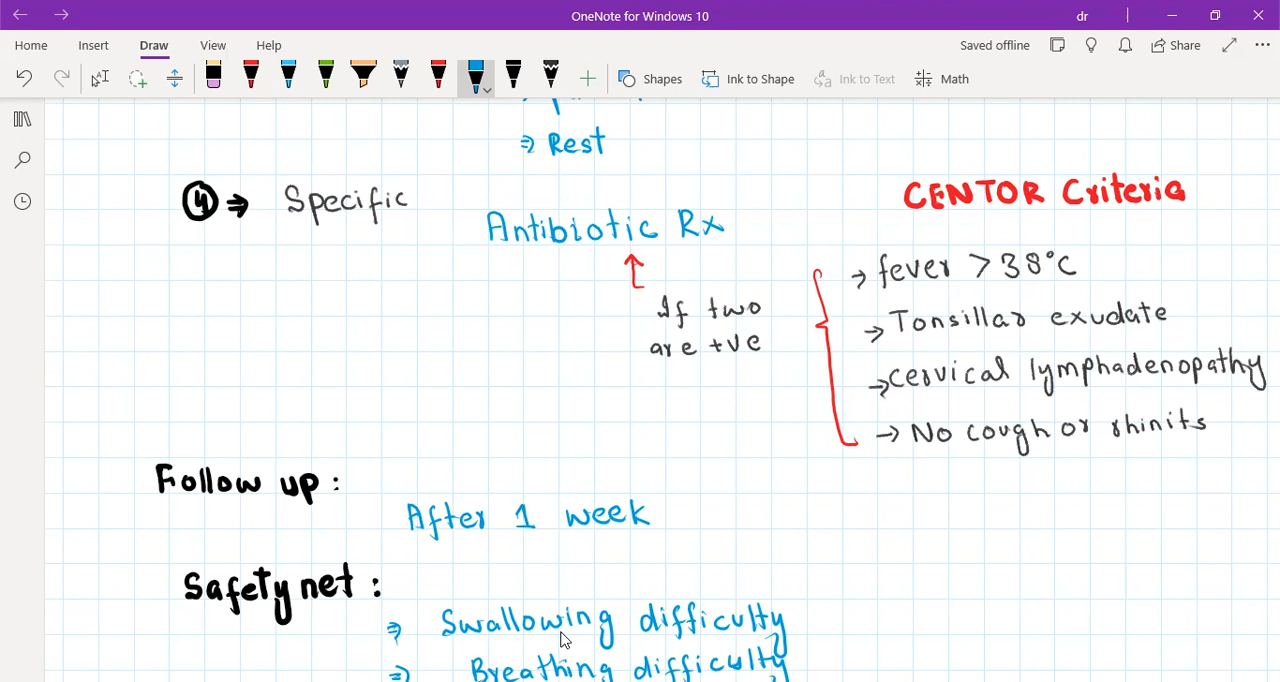 OneNote for Windows 10
dr
Home Insert Draw View Help
Saved offline
Share
Shapes
Ink to Shape
Ink to Text
Math
⇒ Rest
④ ⇒ Specific
Antibiotic Rx
If two
are +ve
CENTOR Criteria
→ fever > 38°C
→ Tonsillar exudate
→ cervical lymphadenopathy
→ No cough or rhinits
Follow up :
After 1 week
Safety net :
⇒ Swallowing difficulty
⇒ Breathing difficulty